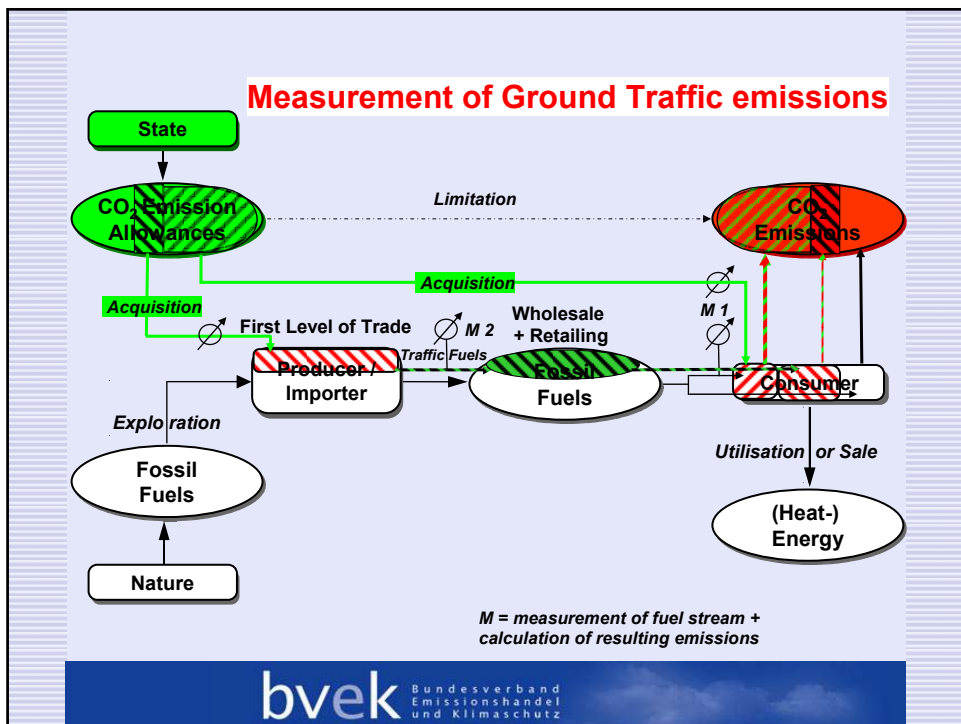 Measurement of Ground Traffic emissions
State
CO2 Emission
Allowances
Limitation
CO2
Emissions
Acquisition
Acquisition
First Level of Trade
M 2
Wholesale
+ Retailing
M 1
Traffic Fuels
Producer /
Importer
Fossil
Fuels
Consumer
Exploration
Utilisation or Sale
Fossil
Fuels
(Heat-)
Energy
Nature
M = measurement of fuel stream +
calculation of resulting emissions
bvek
Bundesverband
Emissionshandel
und Klimaschutz